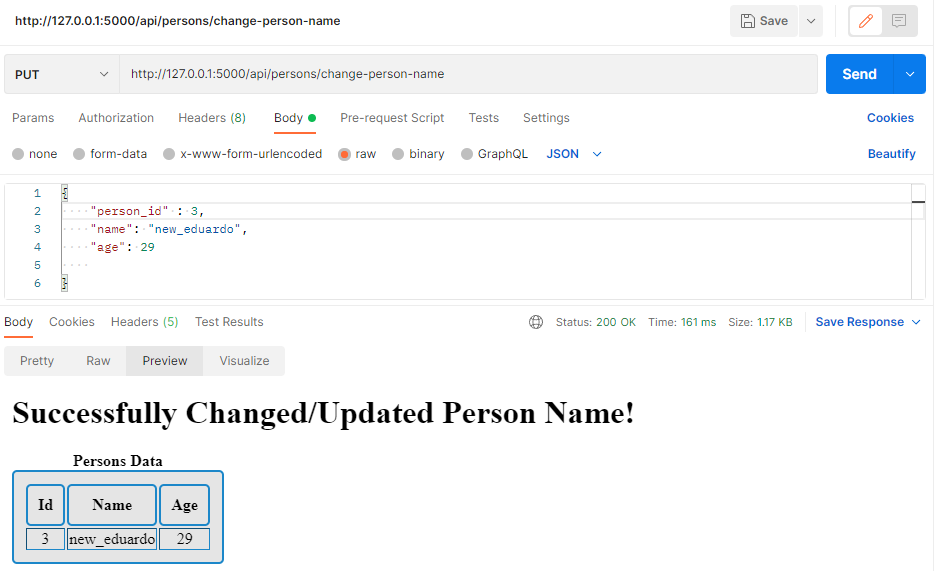 http://127.0.0.1:5000/api/persons/change-person-name Save
PUT http://127.0.0.1:5000/api/persons/change-person-name Send
Params Authorization Headers (8) Body Pre-request Script Tests Settings Cookies
none form-data x-www-form-urlencoded raw binary GraphQL JSON Beautify
1 {
2 "person_id" : 3,
3 "name": "new_eduardo",
4 "age": 29
5
6 }
Body Cookies Headers (5) Test Results Status: 200 OK Time: 161 ms Size: 1.17 KB Save Response
Pretty Raw Preview Visualize
Successfully Changed/Updated Person Name!
Persons Data
Id Name Age
3 new_eduardo 29